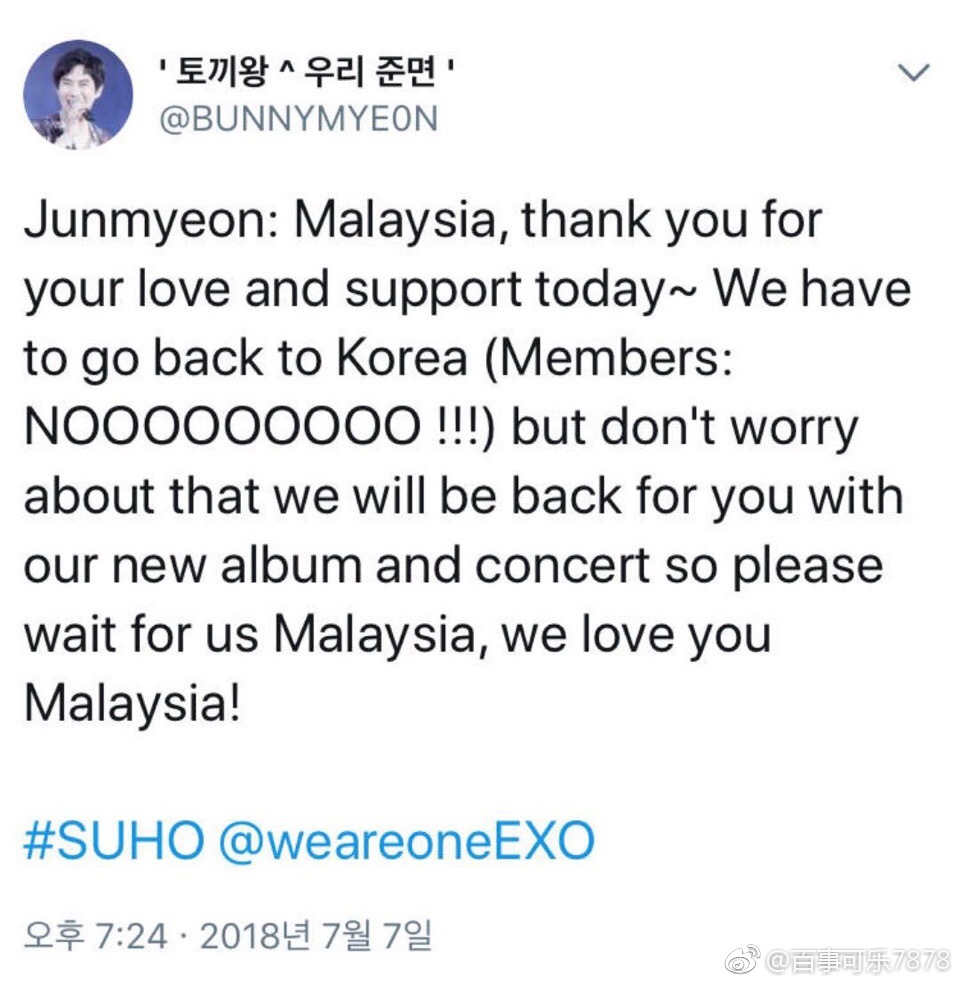 ' 토끼왕 ^ 우리 준면 '
@BUNNYMYE0N
Junmyeon: Malaysia, thank you for
your love and support today~ We have
to go back to Korea (Members:
NOOOOOOOOO !!!) but don't worry
about that we will be back for you with
our new album and concert so please
wait for us Malaysia, we love you
Malaysia!
#SUHO @weareoneEXO
오후 7:24 · 2018년 7월 7일
@百事可乐7878